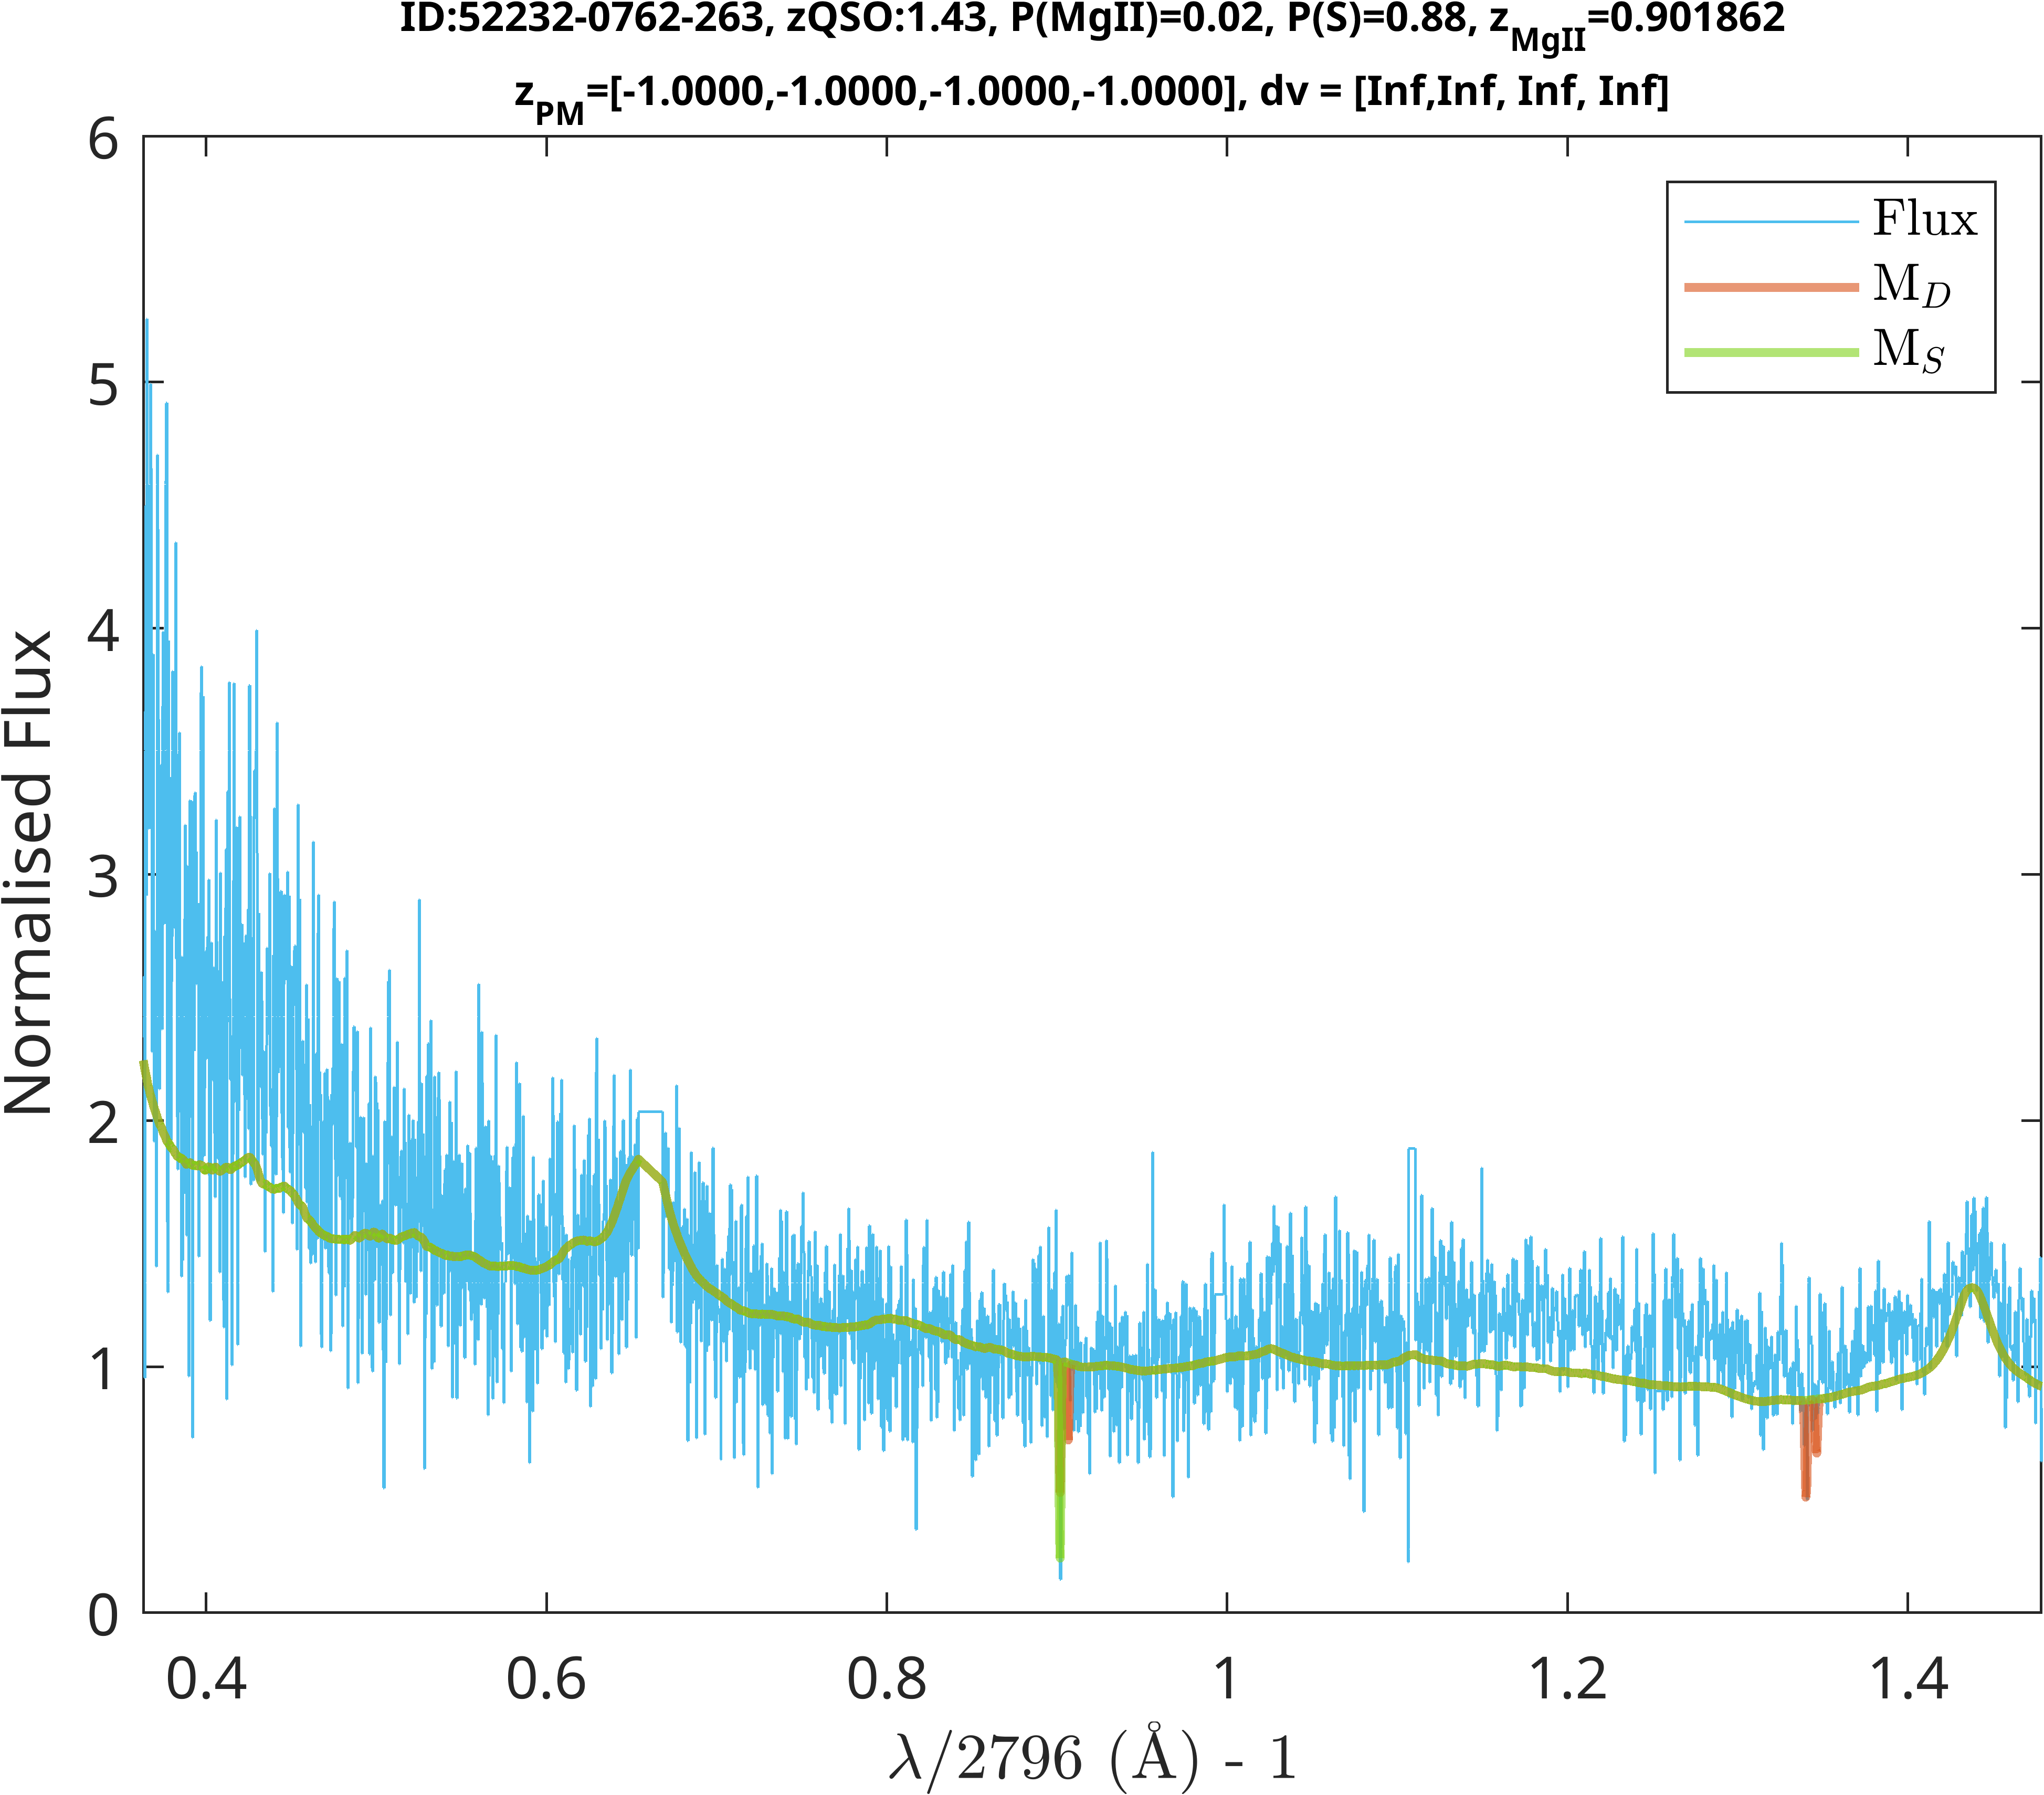 ID:52232-0762-263, zQSO:1.43, P(MgII)=0.02, P(S)=0.88, zMgII=0.901862
zPM=[-1.0000,-1.0000,-1.0000,-1.0000], dv = [Inf,Inf, Inf, Inf]
6
5
4
3
2
1
0
Normalised Flux
Flux
MD
MS
0.4 0.6 0.8 1 1.2 1.4
λ/2796 (Å) - 1